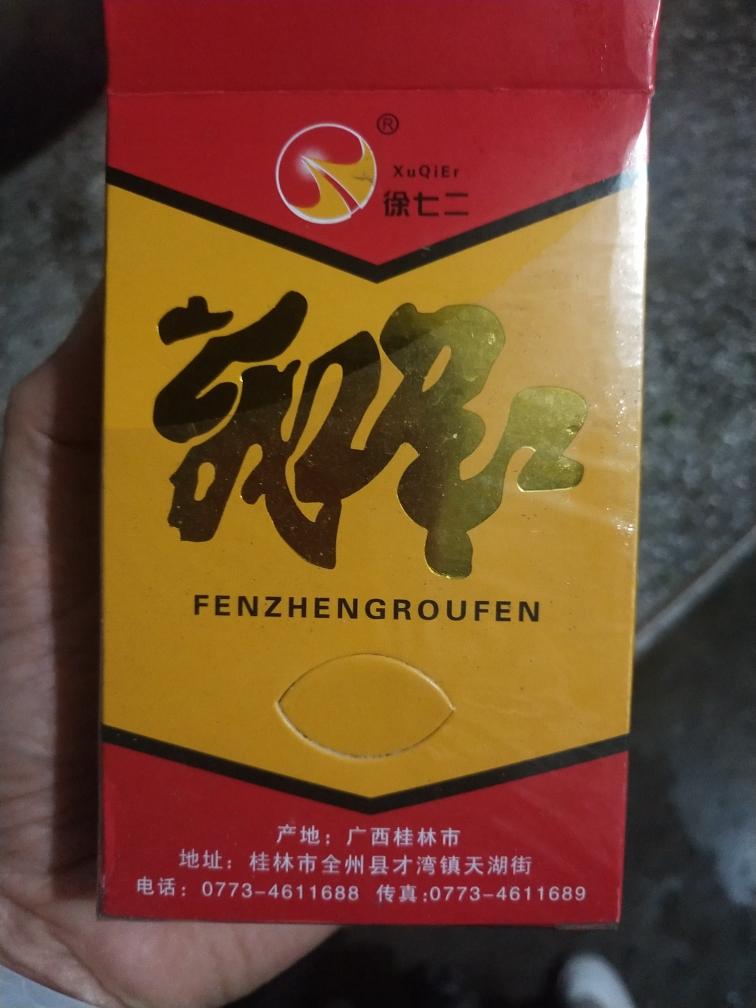 ®
XuQiEr
徐七二
FENZHENGROUFEN
产地：广西桂林市
地址：桂林市全州县才湾镇天湖街
电话：0773-4611688 传真:0773-4611689